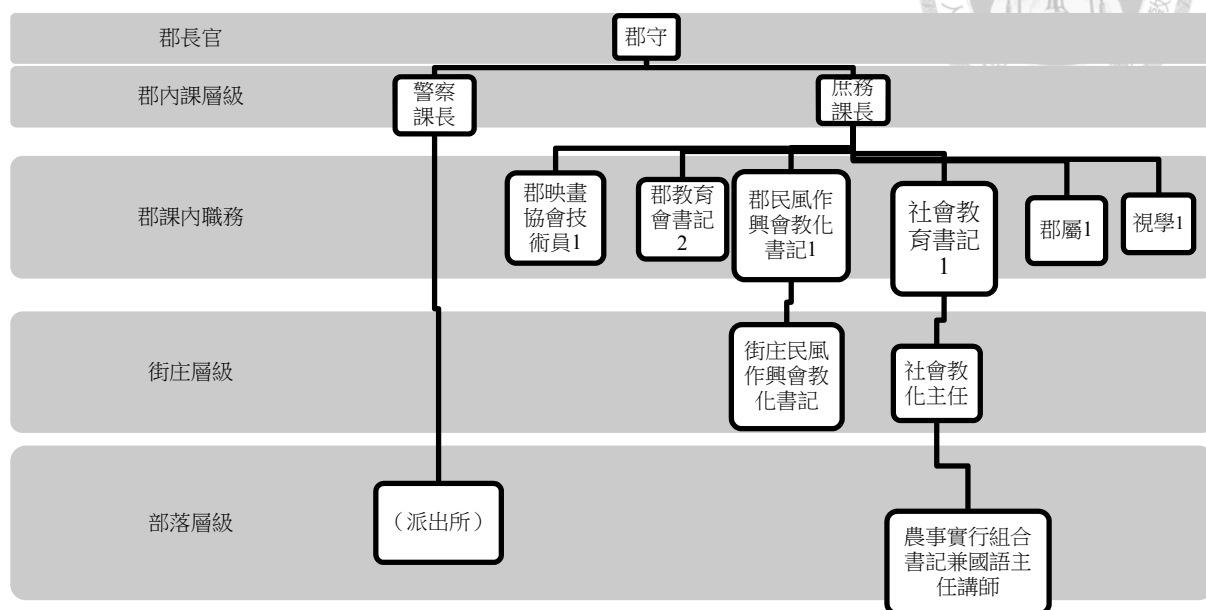 郡長官
郡守
郡內課層級
警察
課長
庶務
課長
郡課內職務
郡映畫
協會技
術員1
郡教育
會書記
2
郡民風作
興會教化
書記1
社會教
育書記
1
郡屬1
視學1
街庄層級
街庄民風
作興會教
化書記
社會教
化主任
部落層級
（派出所）
農事實行組合
書記兼國語主
任講師